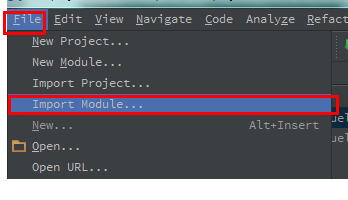 File Edit View Navigate Code Analyze Refact
New Project...
New Module...
Import Project...
Import Module...
New... Alt+Insert
Open...
Open URL...